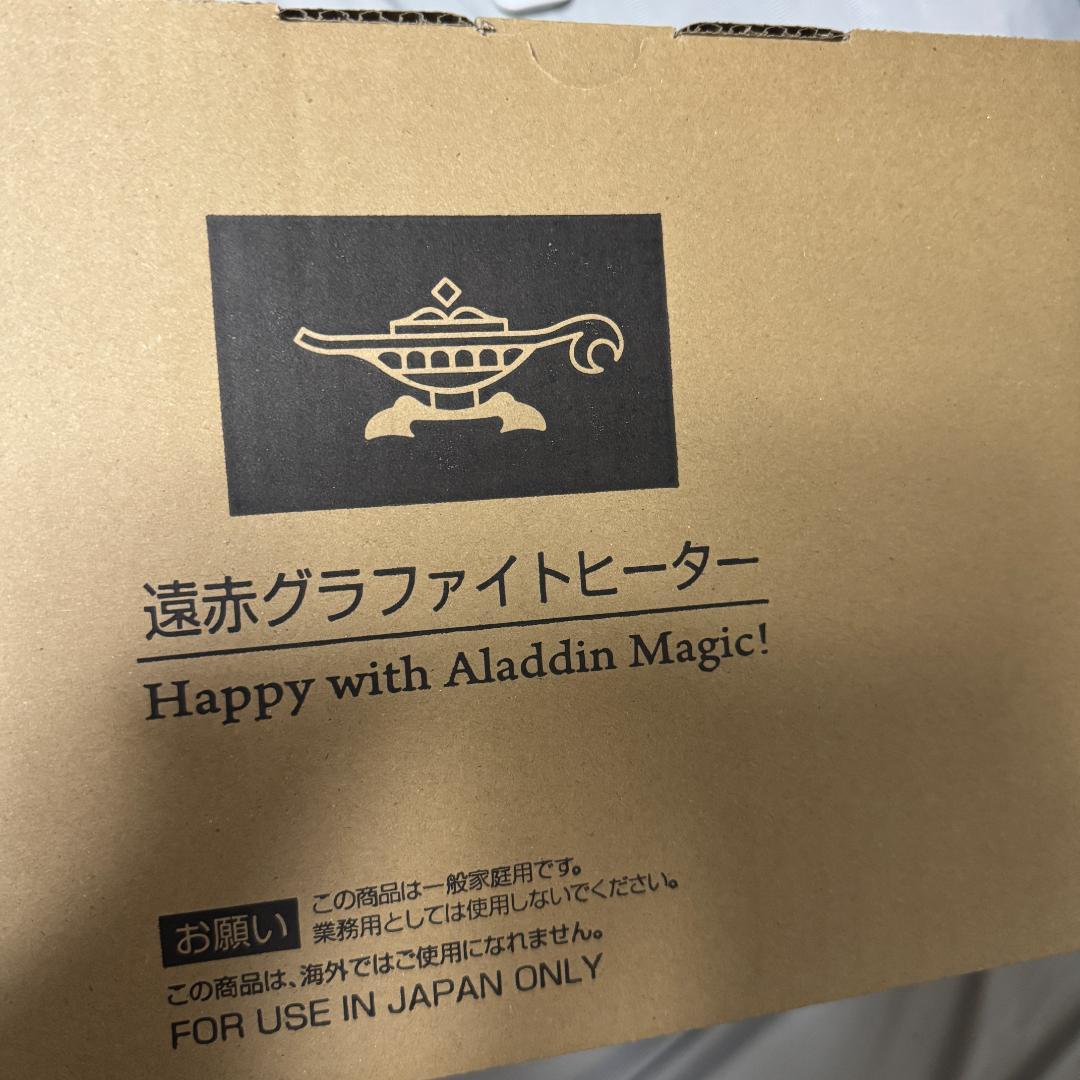 遠赤グラファイトヒーター
Happy with Aladdin Magic!
お願い
この商品は一般家庭用です。
業務用としては使用しないでください。
この商品は、海外ではご使用になれません。
FOR USE IN JAPAN ONLY